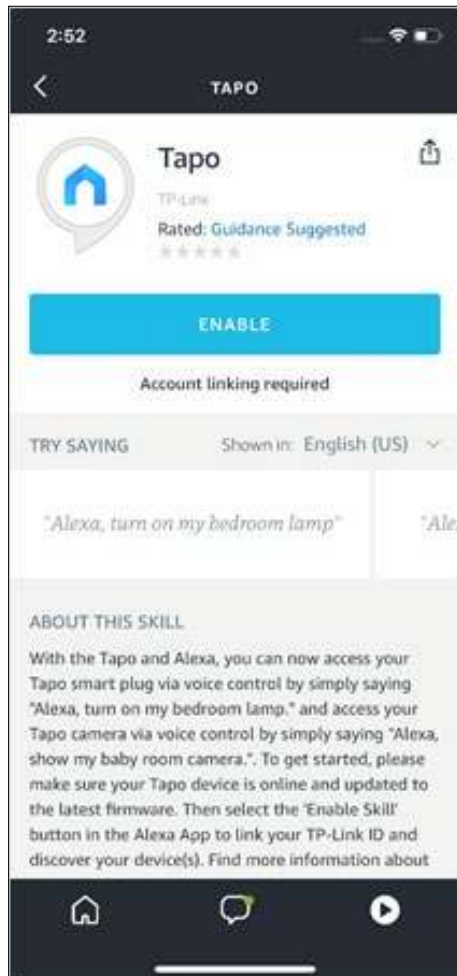 2:52
TAPO
Tapo
TP-Link
Rated: Guidance Suggested
ENABLE
Account linking required
TRY SAYING Shown in: English (US)
"Alexa, turn on my bedroom lamp" "Ale
ABOUT THIS SKILL
With the Tapo and Alexa, you can now access your
Tapo smart plug via voice control by simply saying
"Alexa, turn on my bedroom lamp." and access your
Tapo camera via voice control by simply saying "Alexa,
show my baby room camera.". To get started, please
make sure your Tapo device is online and updated to
the latest firmware. Then select the 'Enable Skill'
button in the Alexa App to link your TP-Link ID and
discover your device(s). Find more information about